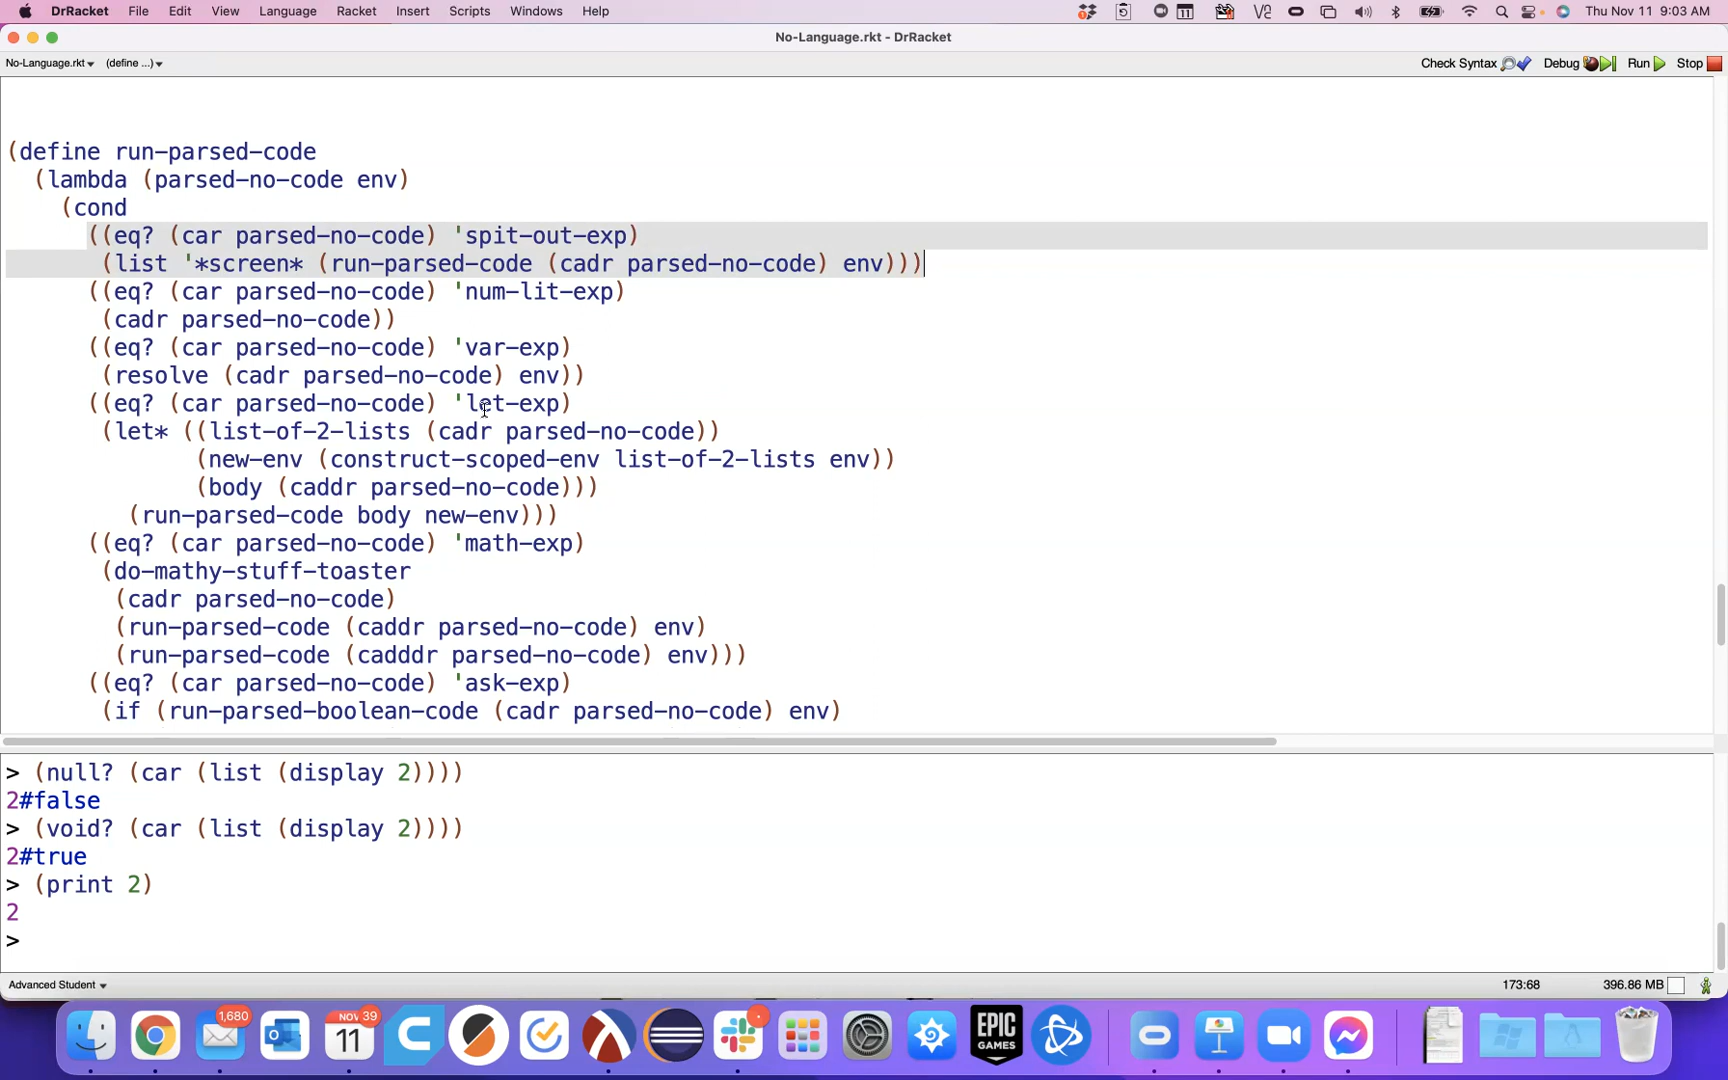 DrRacket File Edit View Language Racket Insert Scripts Windows Help Thu Nov 11 9:03 AM
No-Language.rkt - DrRacket
No-Language.rkt (define ...) Check Syntax Debug Run Stop
(define run-parsed-code
(lambda (parsed-no-code env)
(cond
((eq? (car parsed-no-code) 'spit-out-exp)
(list '*screen* (run-parsed-code (cadr parsed-no-code) env)))
((eq? (car parsed-no-code) 'num-lit-exp)
(cadr parsed-no-code))
((eq? (car parsed-no-code) 'var-exp)
(resolve (cadr parsed-no-code) env))
((eq? (car parsed-no-code) 'let-exp)
(let* ((list-of-2-lists (cadr parsed-no-code))
(new-env (construct-scoped-env list-of-2-lists env))
(body (caddr parsed-no-code)))
(run-parsed-code body new-env)))
((eq? (car parsed-no-code) 'math-exp)
(do-mathy-stuff-toaster
(cadr parsed-no-code)
(run-parsed-code (caddr parsed-no-code) env)
(run-parsed-code (cadddr parsed-no-code) env)))
((eq? (car parsed-no-code) 'ask-exp)
(if (run-parsed-boolean-code (cadr parsed-no-code) env)
> (null? (car (list (display 2))))
2#false
> (void? (car (list (display 2))))
2#true
> (print 2)
2
>
Advanced Student 173:68 396.86 MB
1,680 NOV 39
11
EPIC
GAMES